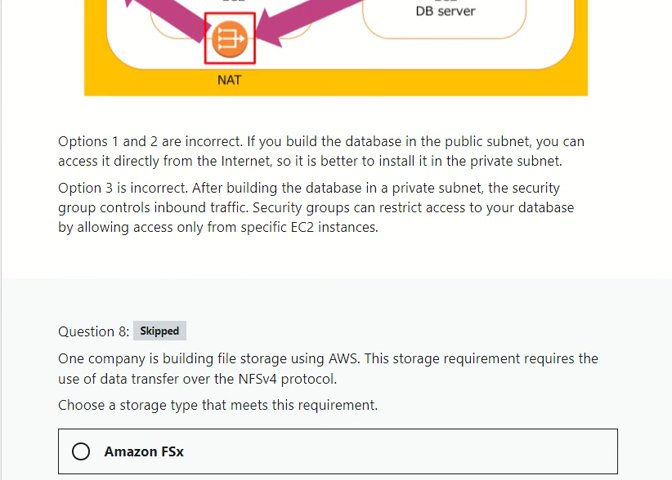 DB server
NAT
Options 1 and 2 are incorrect. If you build the database in the public subnet, you can
access it directly from the Internet, so it is better to install it in the private subnet.
Option 3 is incorrect. After building the database in a private subnet, the security
group controls inbound traffic. Security groups can restrict access to your database
by allowing access only from specific EC2 instances.
Question 8: Skipped
One company is building file storage using AWS. This storage requirement requires the
use of data transfer over the NFSv4 protocol.
Choose a storage type that meets this requirement.
Amazon FSx